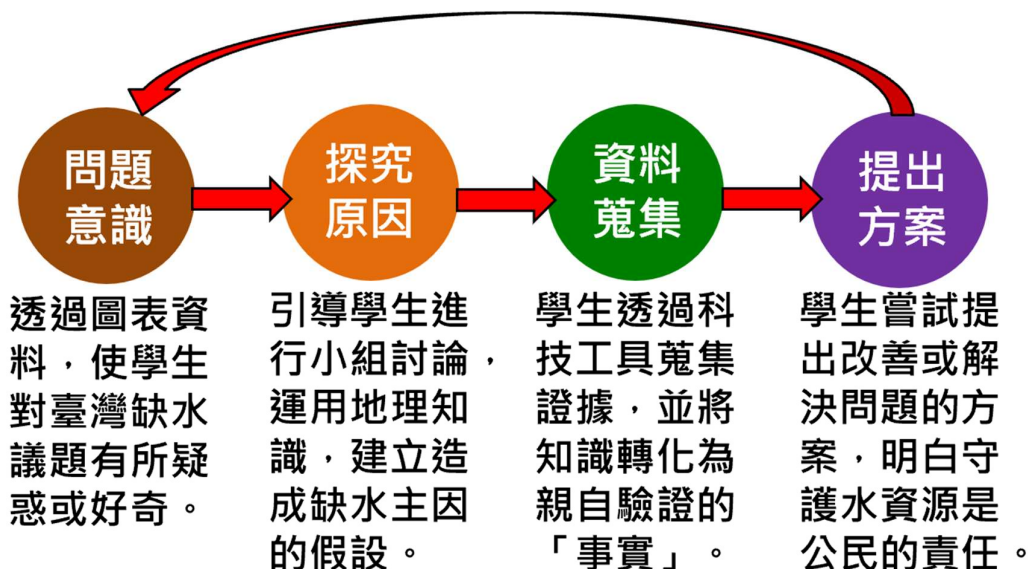 問題
意識
探究
原因
資料
蒐集
提出
方案
透過圖表資
料，使學生
對臺灣缺水
議題有所疑
惑或好奇。
引導學生進
行小組討論，
運用地理知
識，建立造
成缺水主因
的假設。
學生透過科
技工具蒐集
證據，並將
知識轉化為
親自驗證的
「事實」。
學生嘗試提
出改善或解
決問題的方
案，明白守
護水資源是
公民的責任。